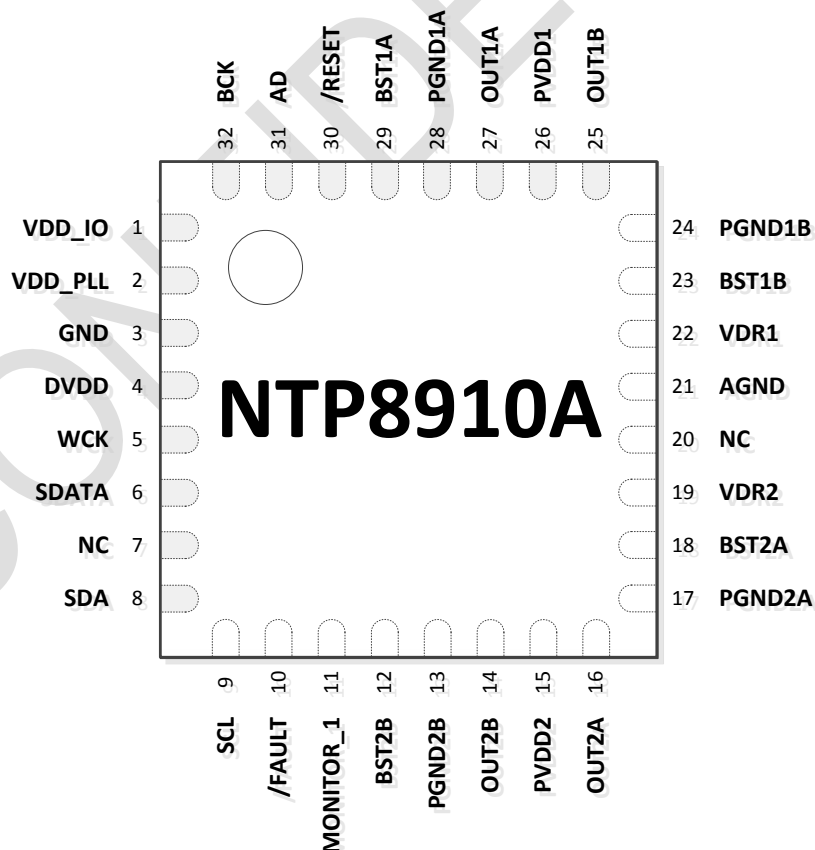 32 BCK
31 AD
30 /RESET
29 BST1A
28 PGND1A
27 OUT1A
26 PVDD1
25 OUT1B
VDD_IO 1
VDD_PLL 2
GND 3
DVDD 4
WCK 5
SDATA 6
NC 7
SDA 8
NTP8910A
24 PGND1B
23 BST1B
22 VDR1
21 AGND
20 NC
19 VDR2
18 BST2A
17 PGND2A
9 SCL
10 /FAULT
11 MONITOR_1
12 BST2B
13 PGND2B
14 OUT2B
15 PVDD2
16 OUT2A